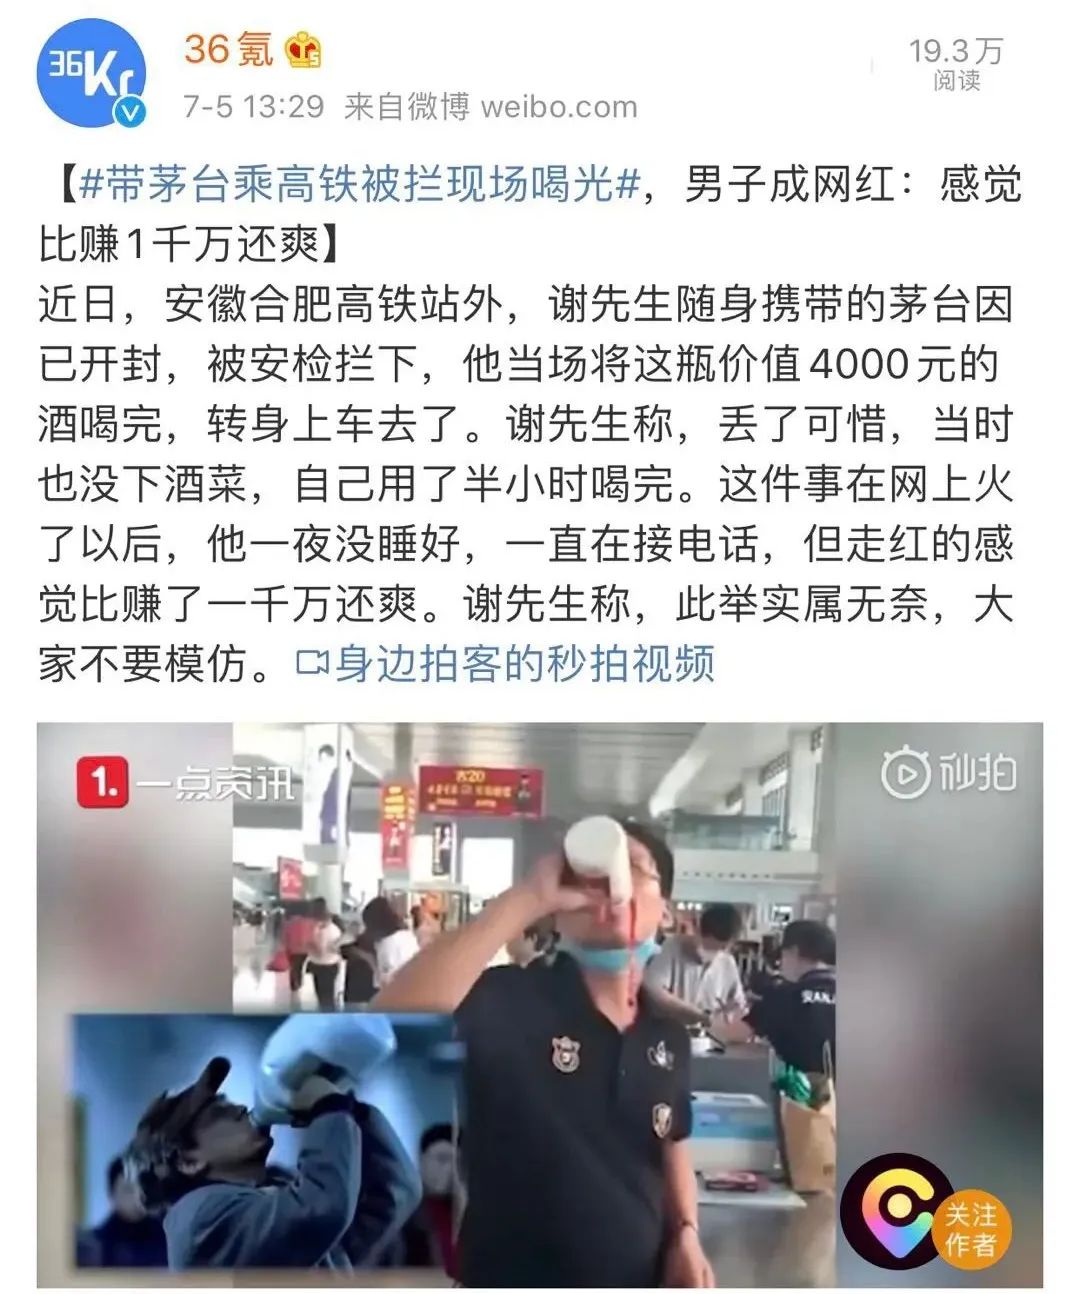 36Kr
36氪
19.3万
阅读
7-5 13:29 来自微博 weibo.com
【#带茅台乘高铁被拦现场喝光#，男子成网红：感觉
比赚1千万还爽】
近日，安徽合肥高铁站外，谢先生随身携带的茅台因
已开封，被安检拦下，他当场将这瓶价值4000元的
酒喝完，转身上车去了。谢先生称，丢了可惜，当时
也没下酒菜，自己用了半小时喝完。这件事在网上火
了以后，他一夜没睡好，一直在接电话，但走红的感
觉比赚了一千万还爽。谢先生称，此举实属无奈，大
家不要模仿。身边拍客的秒拍视频
1.一点资讯
秒拍
关注
作者